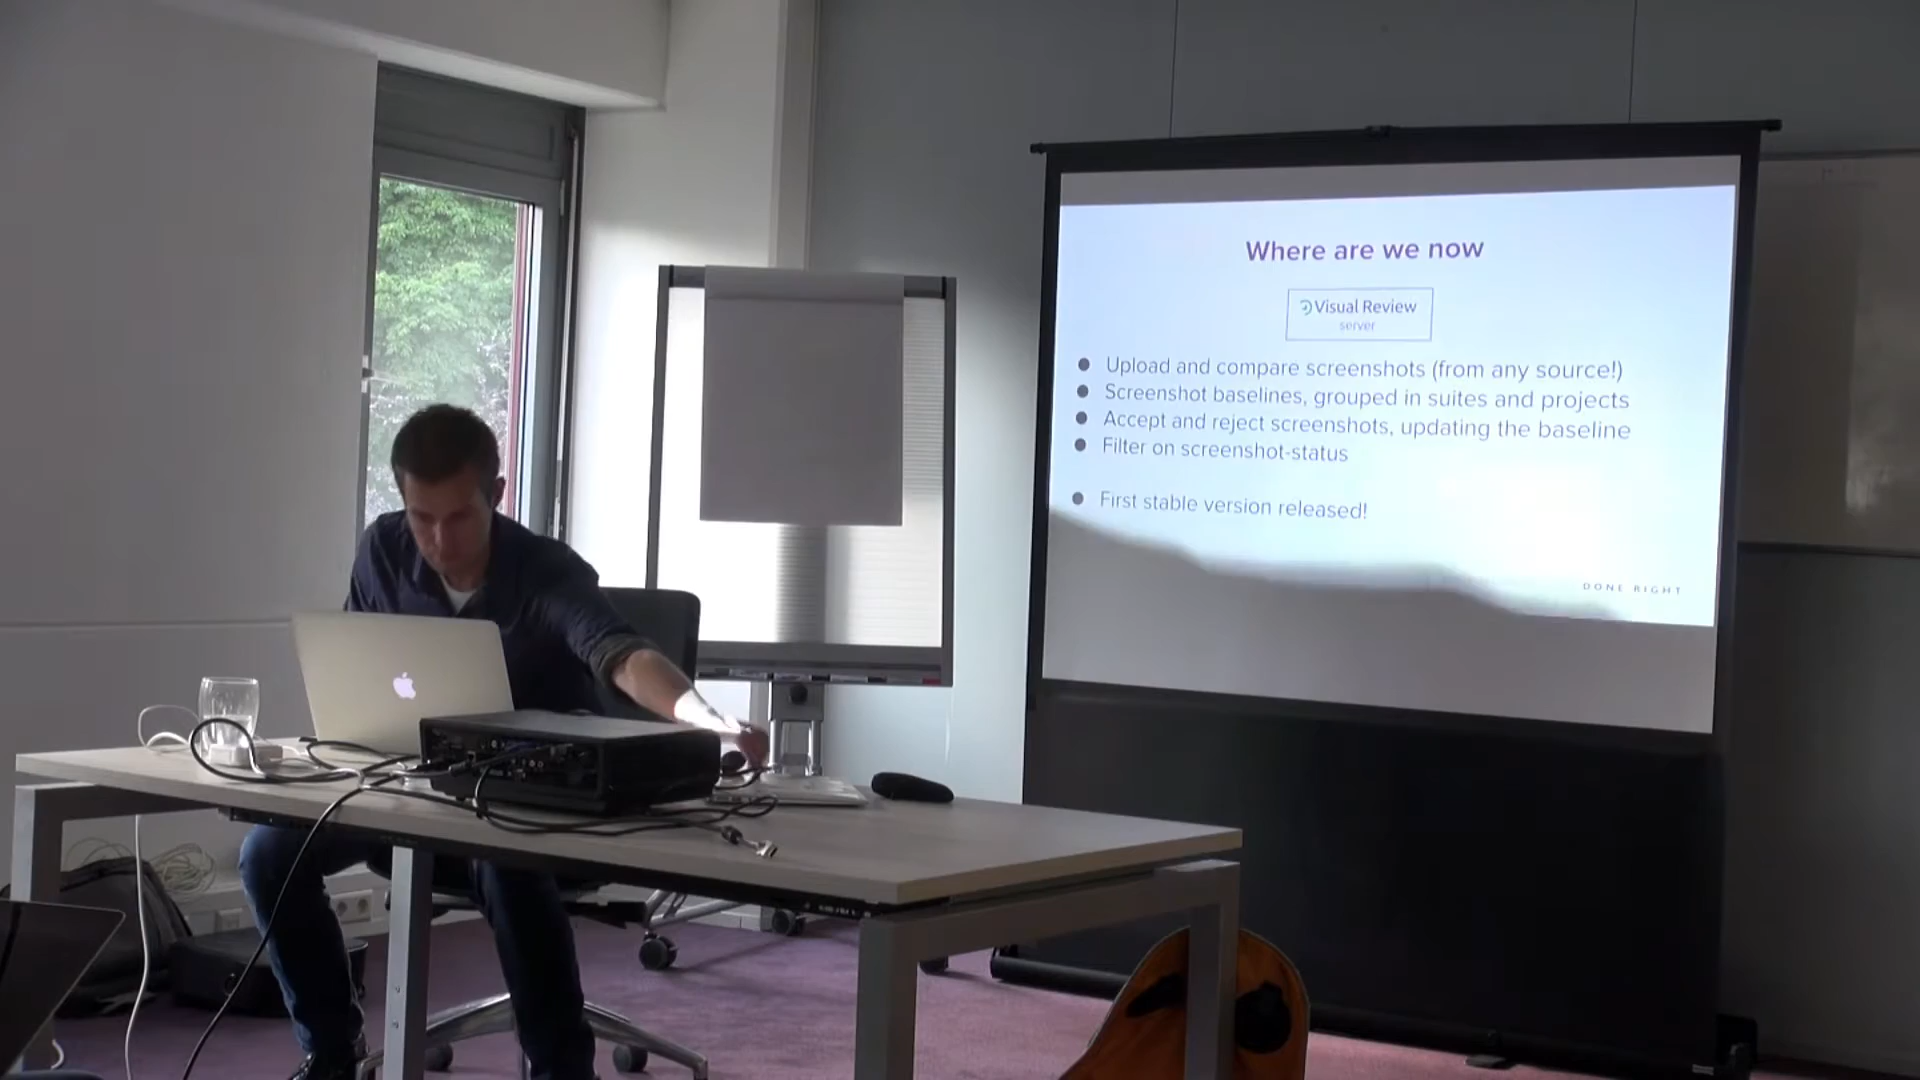 Where are we now
Visual Review
server
Upload and compare screenshots (from any source!)
Screenshot baselines, grouped in suites and projects
Accept and reject screenshots, updating the baseline
Filter on screenshot-status
First stable version released!
DONE RIGHT